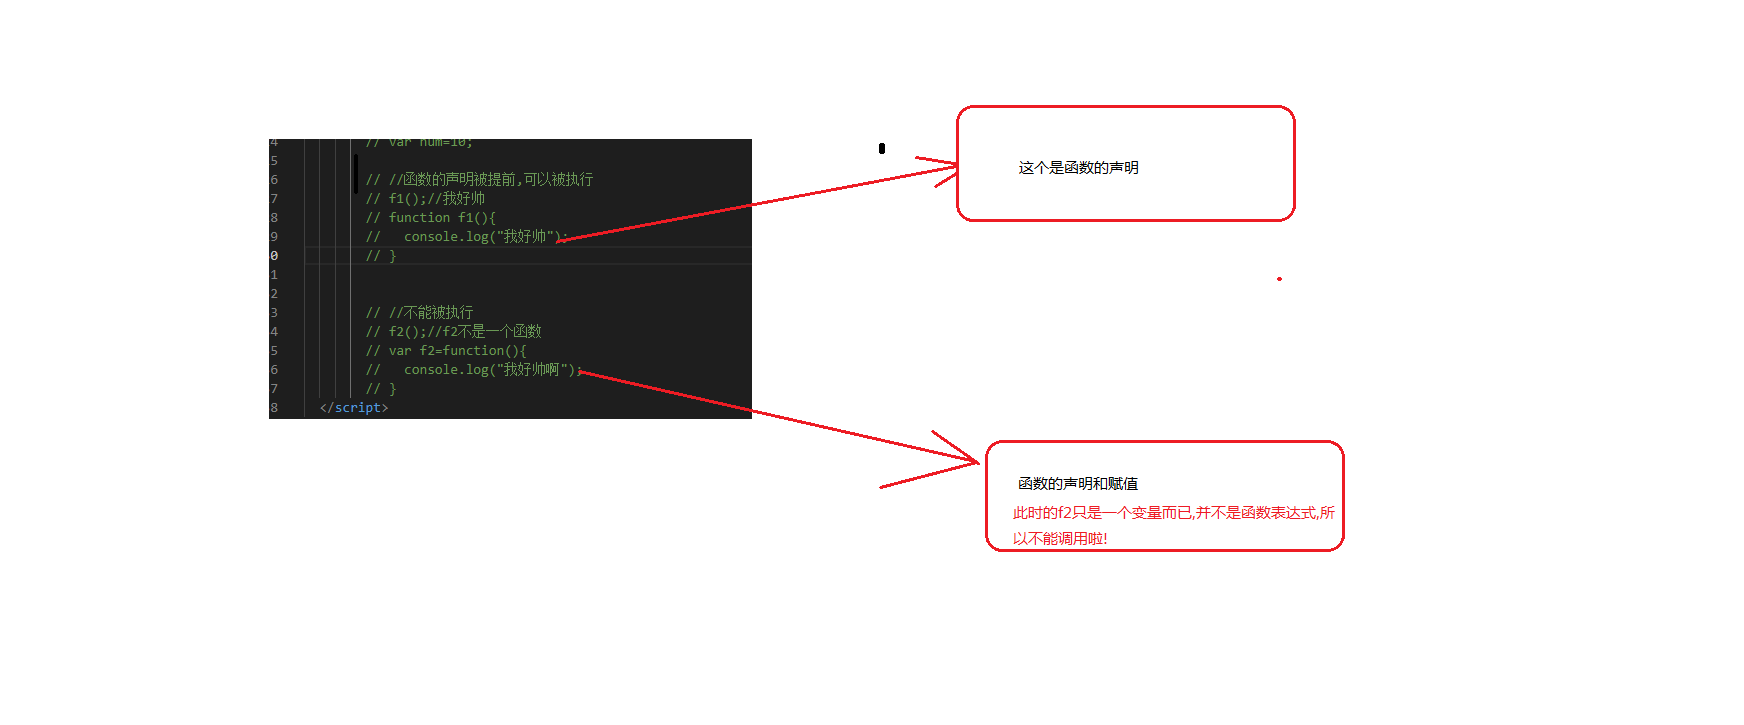 4 // var num=10;
5
6 // //函数的声明被提前,可以被执行
7 // f1();//我好帅
8 // function f1(){
9 //   console.log("我好帅");
0 // }
1
2
3 // //不能被执行
4 // f2();//f2不是一个函数
5 // var f2=function(){
6 //   console.log("我好帅啊");
7 // }
8 </script>
这个是函数的声明
函数的声明和赋值
此时的f2只是一个变量而已,并不是函数表达式,所
以不能调用啦!